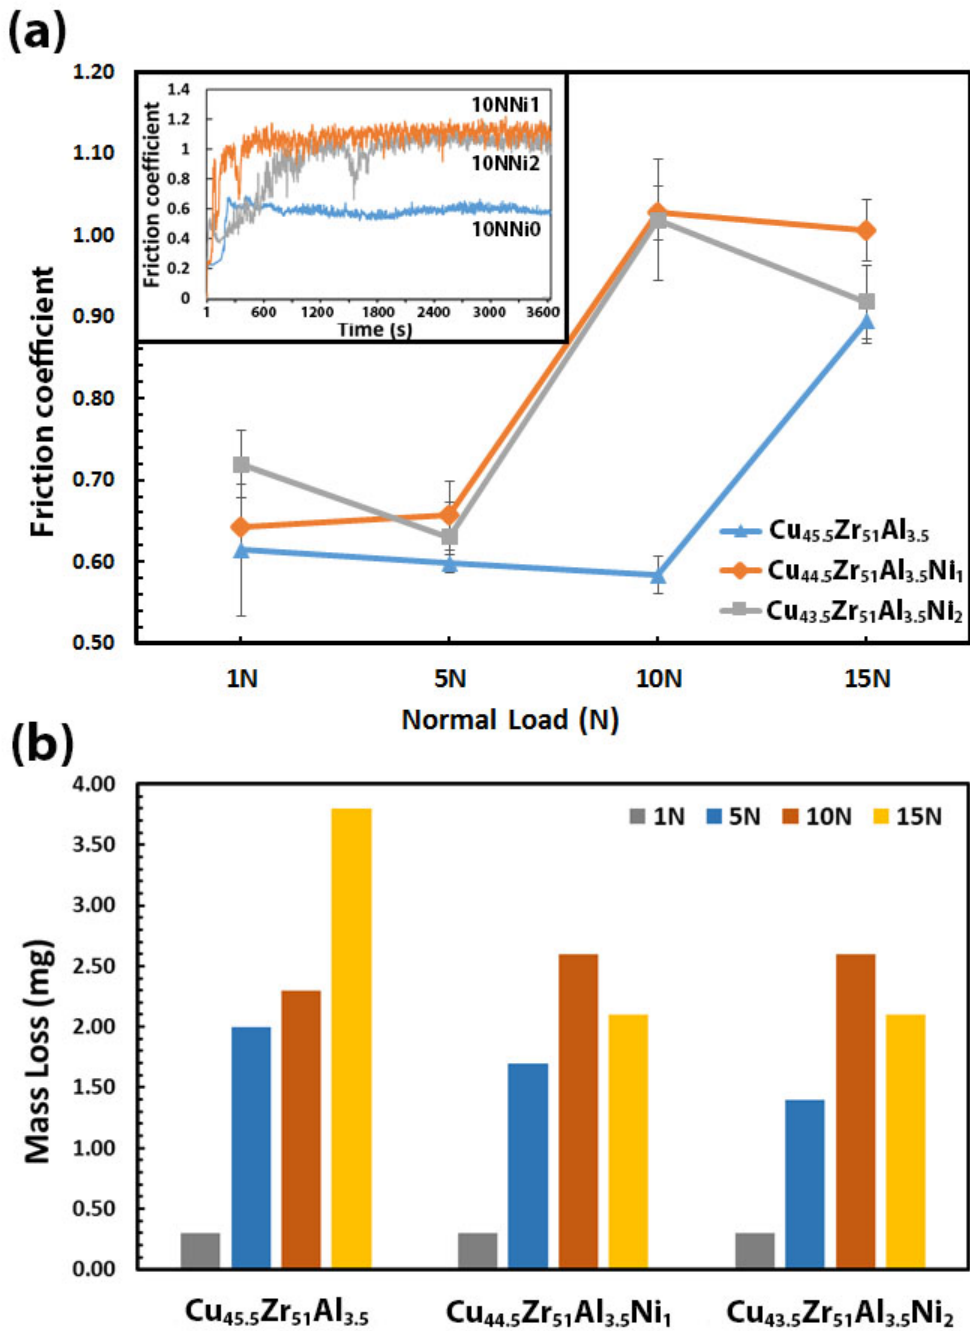 (a)
Friction coefficient
1.20
1.10
1.00
0.90
0.80
0.70
0.60
0.50
Friction coefficient
1.4
1.2
1
0.8
0.6
0.4
0.2
0
10NNi1
10NNi2
10NNi0
1 600 1200 1800 2400 3000 3600
Time (s)
Cu45.5Zr51Al3.5
Cu44.5Zr51Al3.5Ni1
Cu43.5Zr51Al3.5Ni2
1N 5N 10N 15N
Normal Load (N)
(b)
Mass Loss (mg)
4.00
3.50
3.00
2.50
2.00
1.50
1.00
0.50
0.00
1N 5N 10N 15N
Cu45.5Zr51Al3.5 Cu44.5Zr51Al3.5Ni1 Cu43.5Zr51Al3.5Ni2